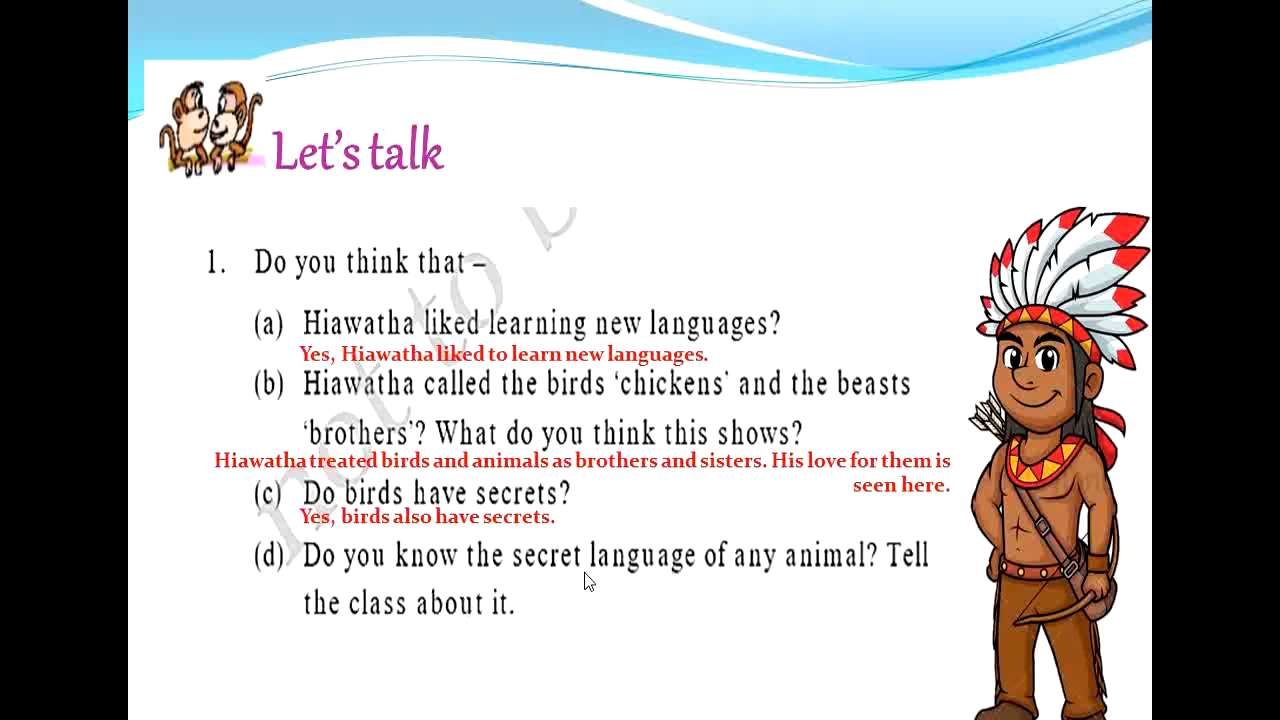 Let's talk
1. Do you think that –
(a) Hiawatha liked learning new languages?
Yes, Hiawatha liked to learn new languages.
(b) Hiawatha called the birds ‘chickens’ and the beasts
‘brothers’? What do you think this shows?
Hiawatha treated birds and animals as brothers and sisters. His love for them is
seen here.
(c) Do birds have secrets?
Yes, birds also have secrets.
(d) Do you know the secret language of any animal? Tell
the class about it.
not to